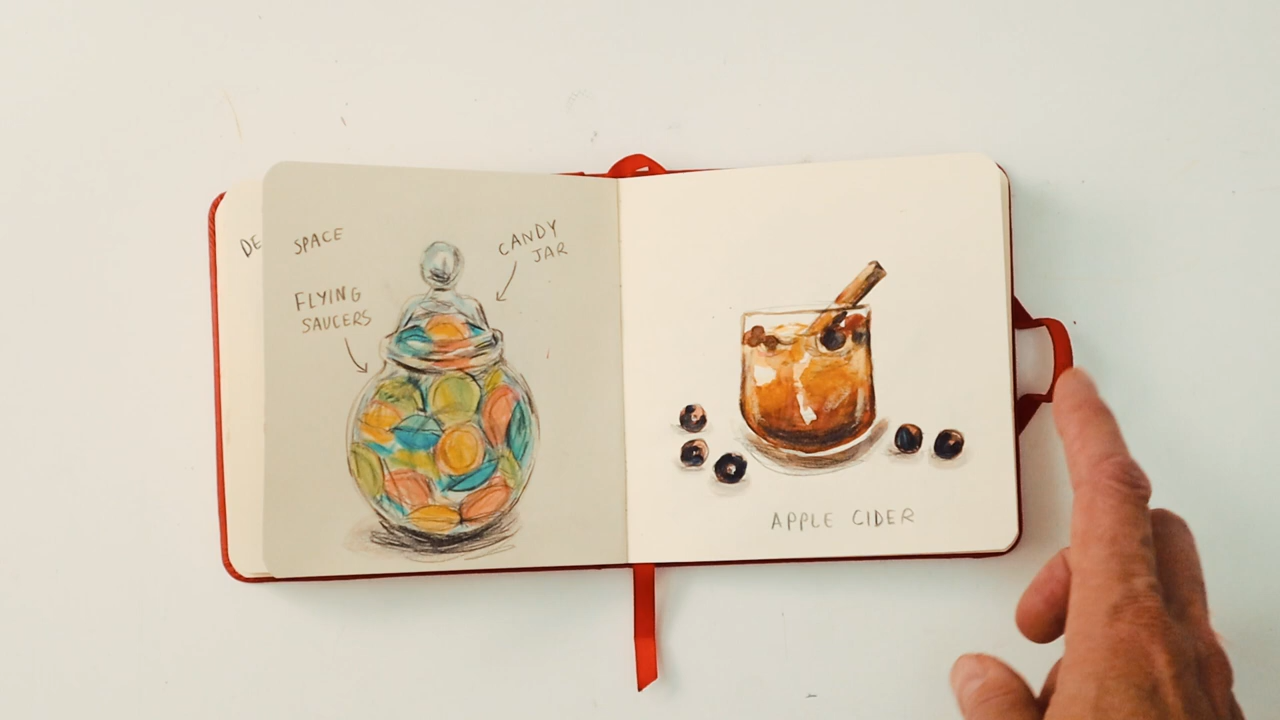 DE
SPACE
FLYING
SAUCERS
CANDY
JAR
APPLE CIDER